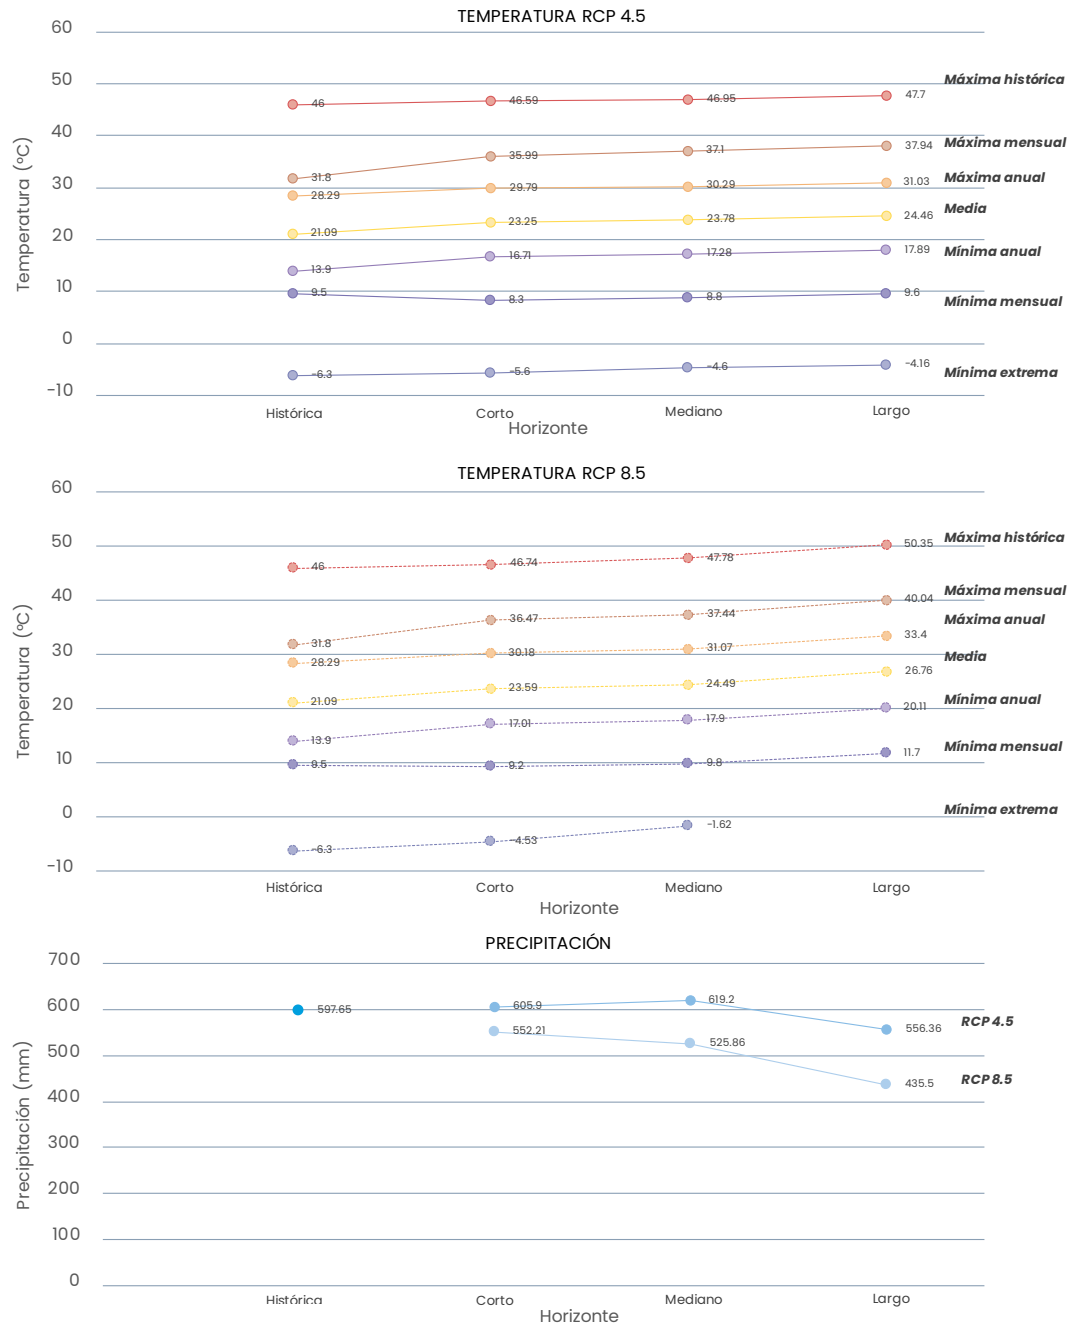 TEMPERATURA RCP 4.5
60
50
40
30
20
10
0
-10
Temperatura (°C)
46
46.59
46.95
47.7
Máxima histórica
31.8
35.99
37.1
37.94
Máxima mensual
28.29
29.79
30.29
31.03
Máxima anual
21.09
23.25
23.78
24.46
Media
13.9
16.71
17.28
17.89
Mínima anual
9.5
8.3
8.8
9.6
Mínima mensual
-6.3
-5.6
-4.6
-4.16
Mínima extrema
Histórica
Corto
Mediano
Largo
Horizonte
TEMPERATURA RCP 8.5
60
50
40
30
20
10
0
-10
Temperatura (°C)
46
46.74
47.78
50.35
Máxima histórica
31.8
36.47
37.44
40.04
Máxima mensual
28.29
30.18
31.07
33.4
Máxima anual
21.09
23.59
24.49
26.76
Media
13.9
17.01
17.9
20.11
Mínima anual
9.5
9.2
9.8
11.7
Mínima mensual
-6.3
-4.53
-1.62
Mínima extrema
Histórica
Corto
Mediano
Largo
Horizonte
PRECIPITACIÓN
700
600
500
400
300
200
100
0
Precipitación (mm)
597.65
605.9
619.2
556.36
RCP 4.5
552.21
525.86
435.5
RCP 8.5
Histórica
Corto
Mediano
Largo
Horizonte